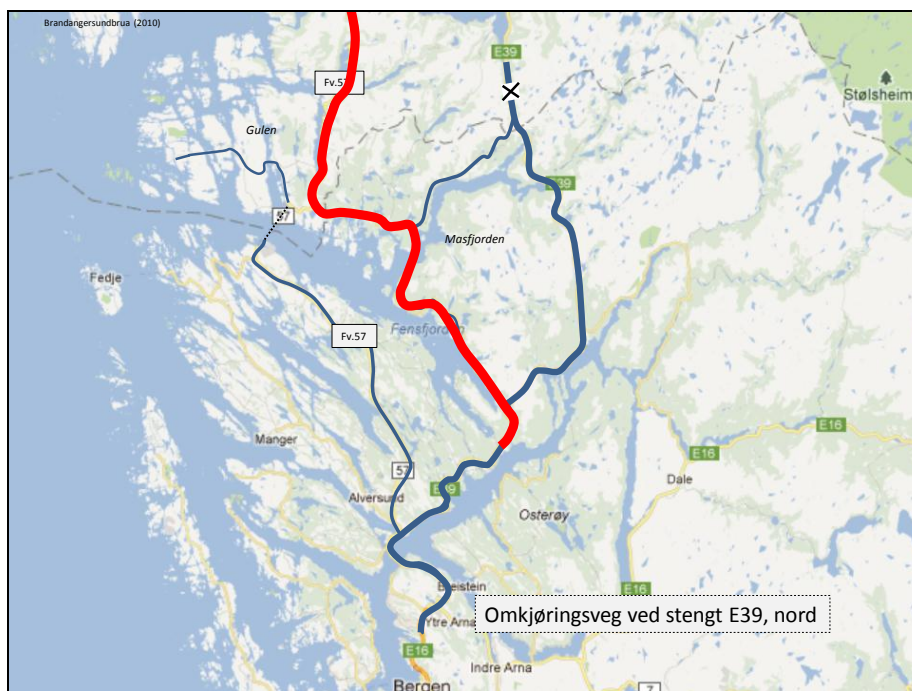 Brandangersundbrua (2010)
E39
Fv.57
Stølsheim
Gulen
E39
57
Masfjorden
Fedje
Fensfjorden
Fv.57
E16
Manger
57
Dale
Alversund
E39
Osterøy
Breistein
E16
Omkjøringsveg ved stengt E39, nord
Ytre Arna
E16
Indre Arna
Bergen
7